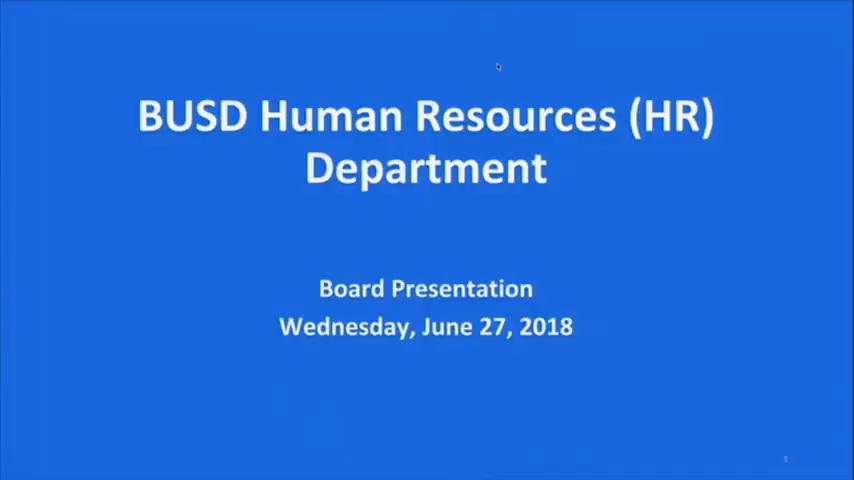 BUSD Human Resources (HR)
Department
Board Presentation
Wednesday, June 27, 2018